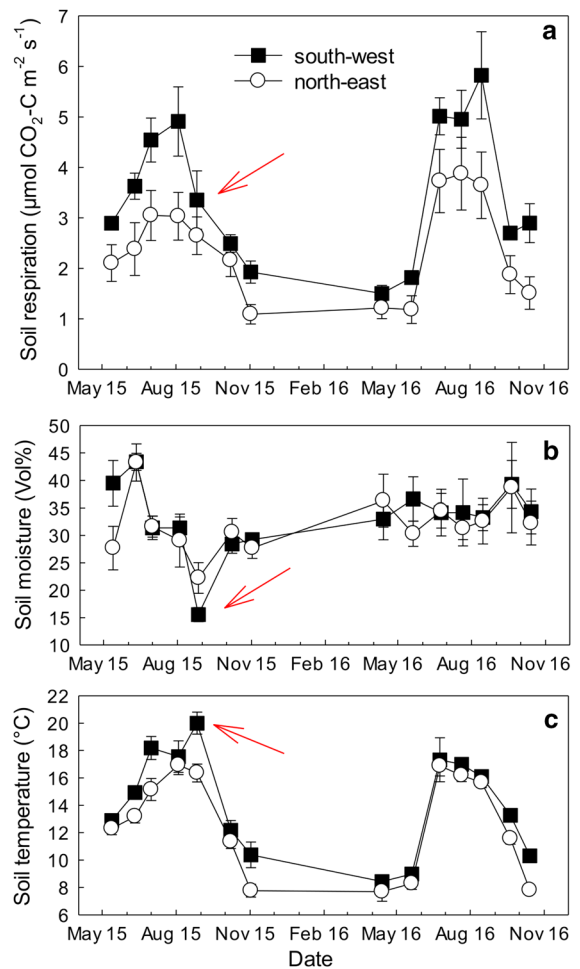 a
7
6
5
4
3
2
1
0
Soil respiration (µmol CO₂-C m⁻² s⁻¹)
south-west
north-east
May 15 Aug 15 Nov 15 Feb 16 May 16 Aug 16 Nov 16
b
50
45
40
35
30
25
20
15
10
Soil moisture (Vol%)
May 15 Aug 15 Nov 15 Feb 16 May 16 Aug 16 Nov 16
c
22
20
18
16
14
12
10
8
6
Soil temperature (°C)
May 15 Aug 15 Nov 15 Feb 16 May 16 Aug 16 Nov 16
Date